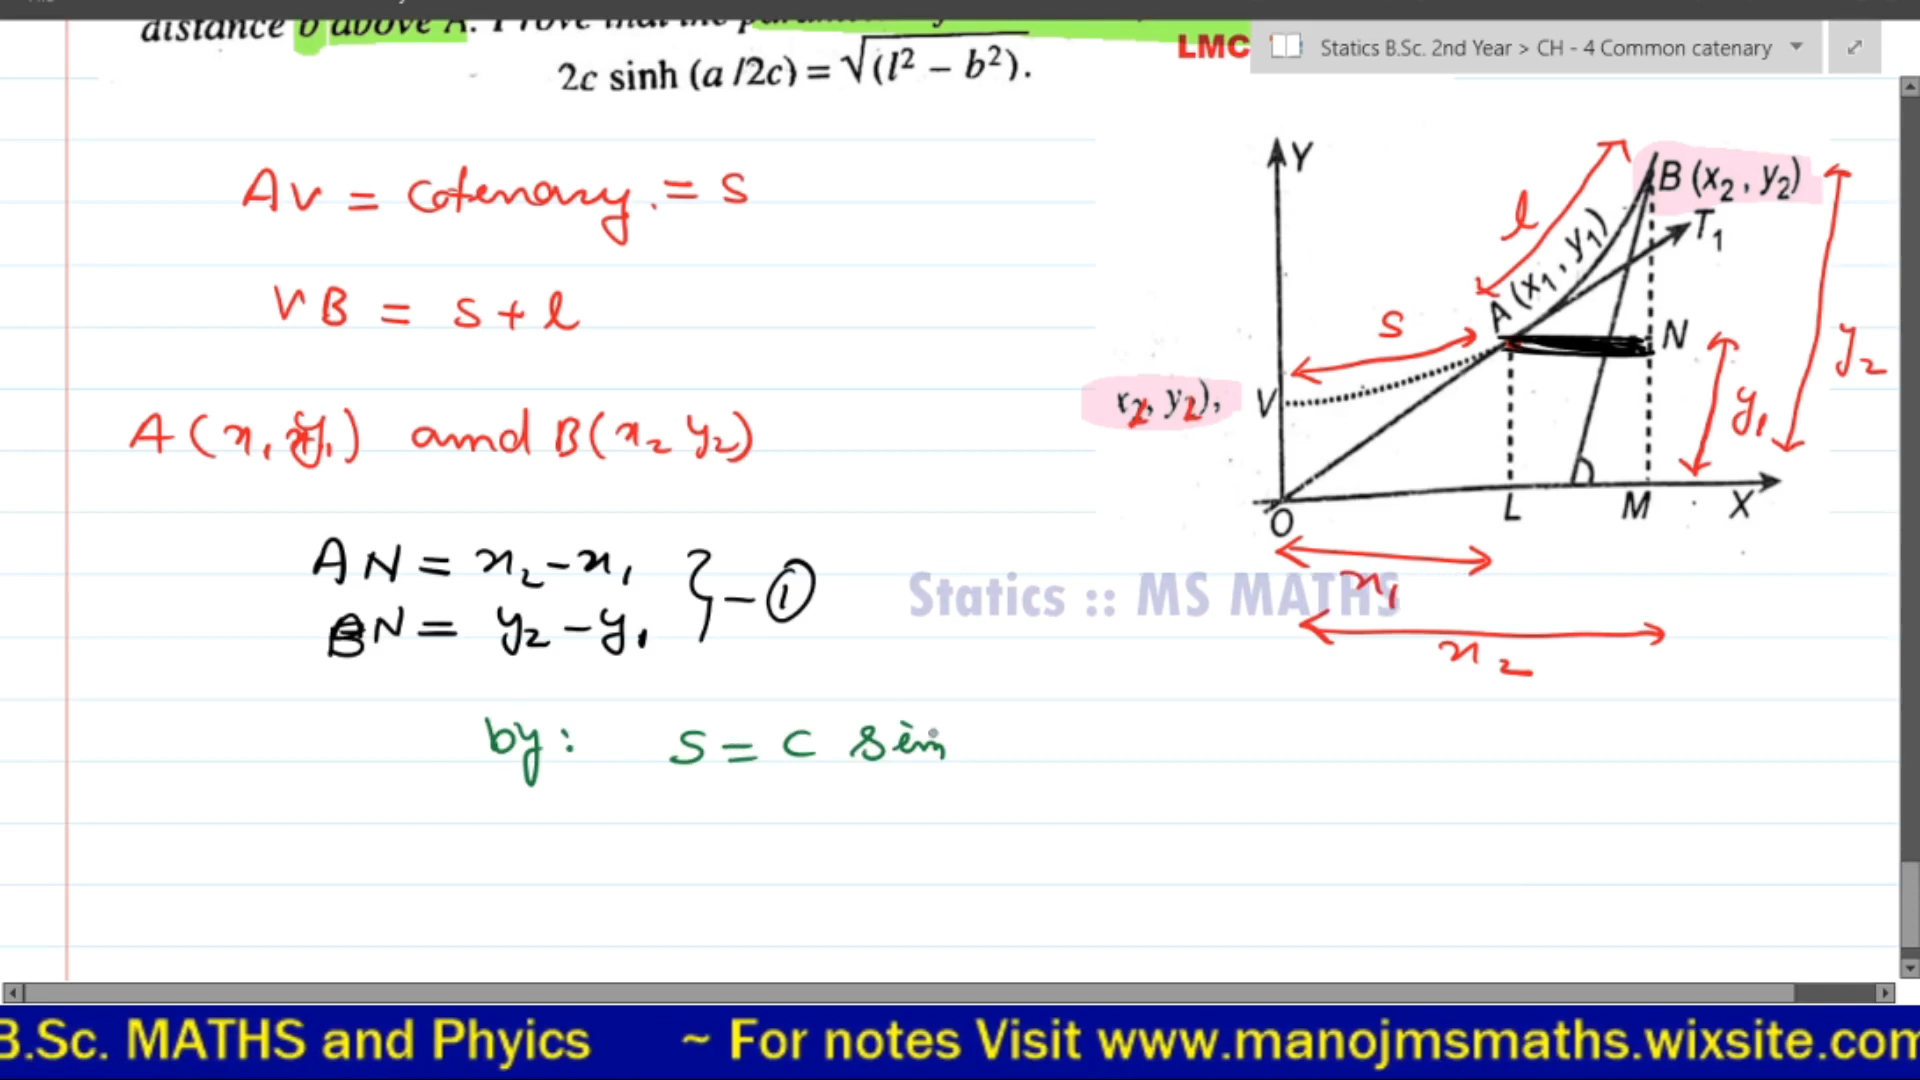 distance b above A.
2c sinh (a /2c) = √(l² – b²).
LMC
Statics B.Sc. 2nd Year > CH - 4 Common catenary
AV = catenary. = s
VB = s + l
A(x₁, y₁) and B(x₂ y₂)
AN = x₂ - x₁
BN = y₂ - y₁ } - ①
by: s = c sin
Y
B (x₂ , y₂)
T₁
l
A (x₁ , y₁)
s
N
y₂
y₁
V
O
L
M
X
x₁
x₂
Statics :: MS MATHS
B.Sc. MATHS and Phyics ~ For notes Visit www.manojmsmaths.wixsite.com